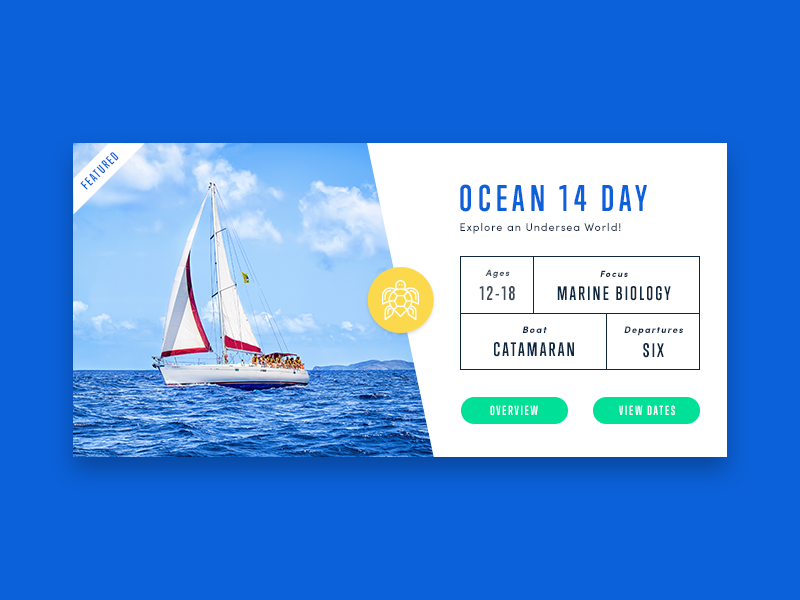 FEATURED
OCEAN 14 DAY
Explore an Undersea World!
Ages
12-18
Focus
MARINE BIOLOGY
Boat
CATAMARAN
Departures
SIX
OVERVIEW
VIEW DATES